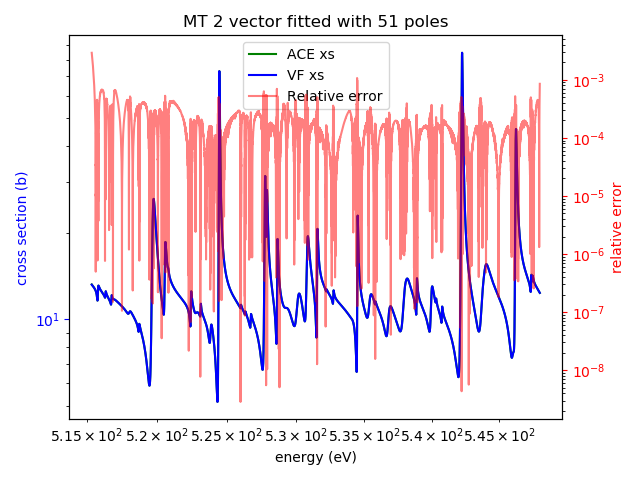 MT 2 vector fitted with 51 poles
ACE xs
VF xs
Relative error
cross section (b)
10¹
10⁻³
10⁻⁴
10⁻⁵
10⁻⁶
10⁻⁷
10⁻⁸
relative error
5.15 × 10² 5.2 × 10² 5.25 × 10² 5.3 × 10² 5.35 × 10² 5.4 × 10² 5.45 × 10²
energy (eV)